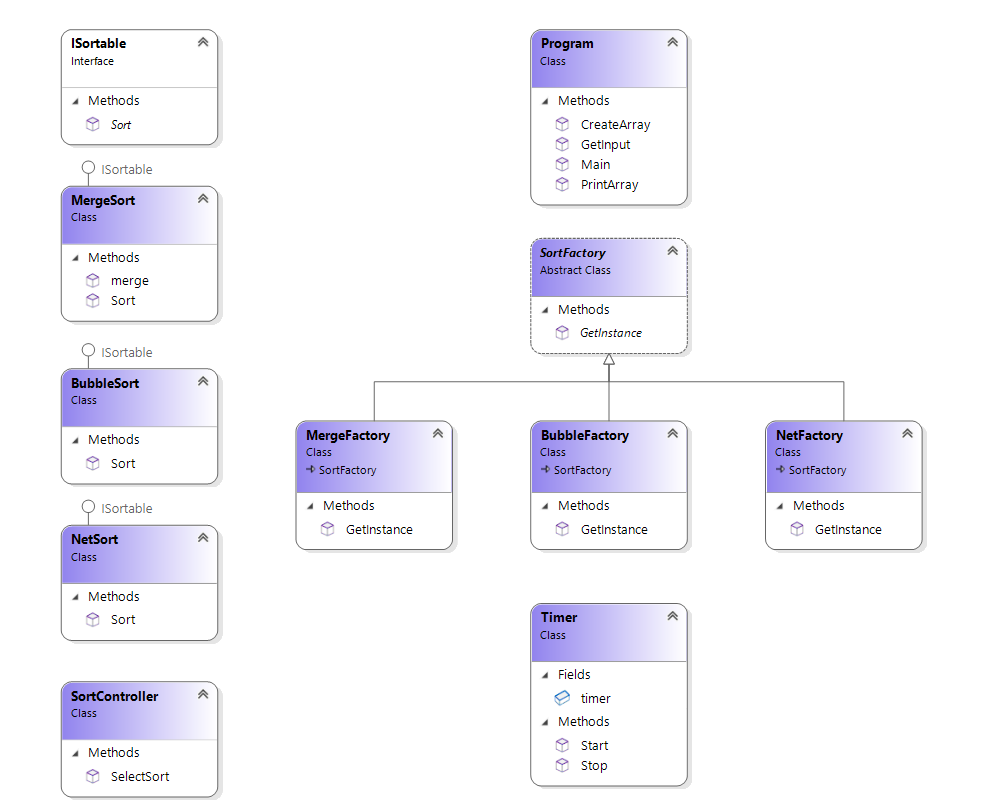 ISortable
Interface
Methods
Sort
ISortable
MergeSort
Class
Methods
merge
Sort
ISortable
BubbleSort
Class
Methods
Sort
ISortable
NetSort
Class
Methods
Sort
SortController
Class
Methods
SelectSort
Program
Class
Methods
CreateArray
GetInput
Main
PrintArray
SortFactory
Abstract Class
Methods
GetInstance
MergeFactory
Class
SortFactory
Methods
GetInstance
BubbleFactory
Class
SortFactory
Methods
GetInstance
NetFactory
Class
SortFactory
Methods
GetInstance
Timer
Class
Fields
timer
Methods
Start
Stop